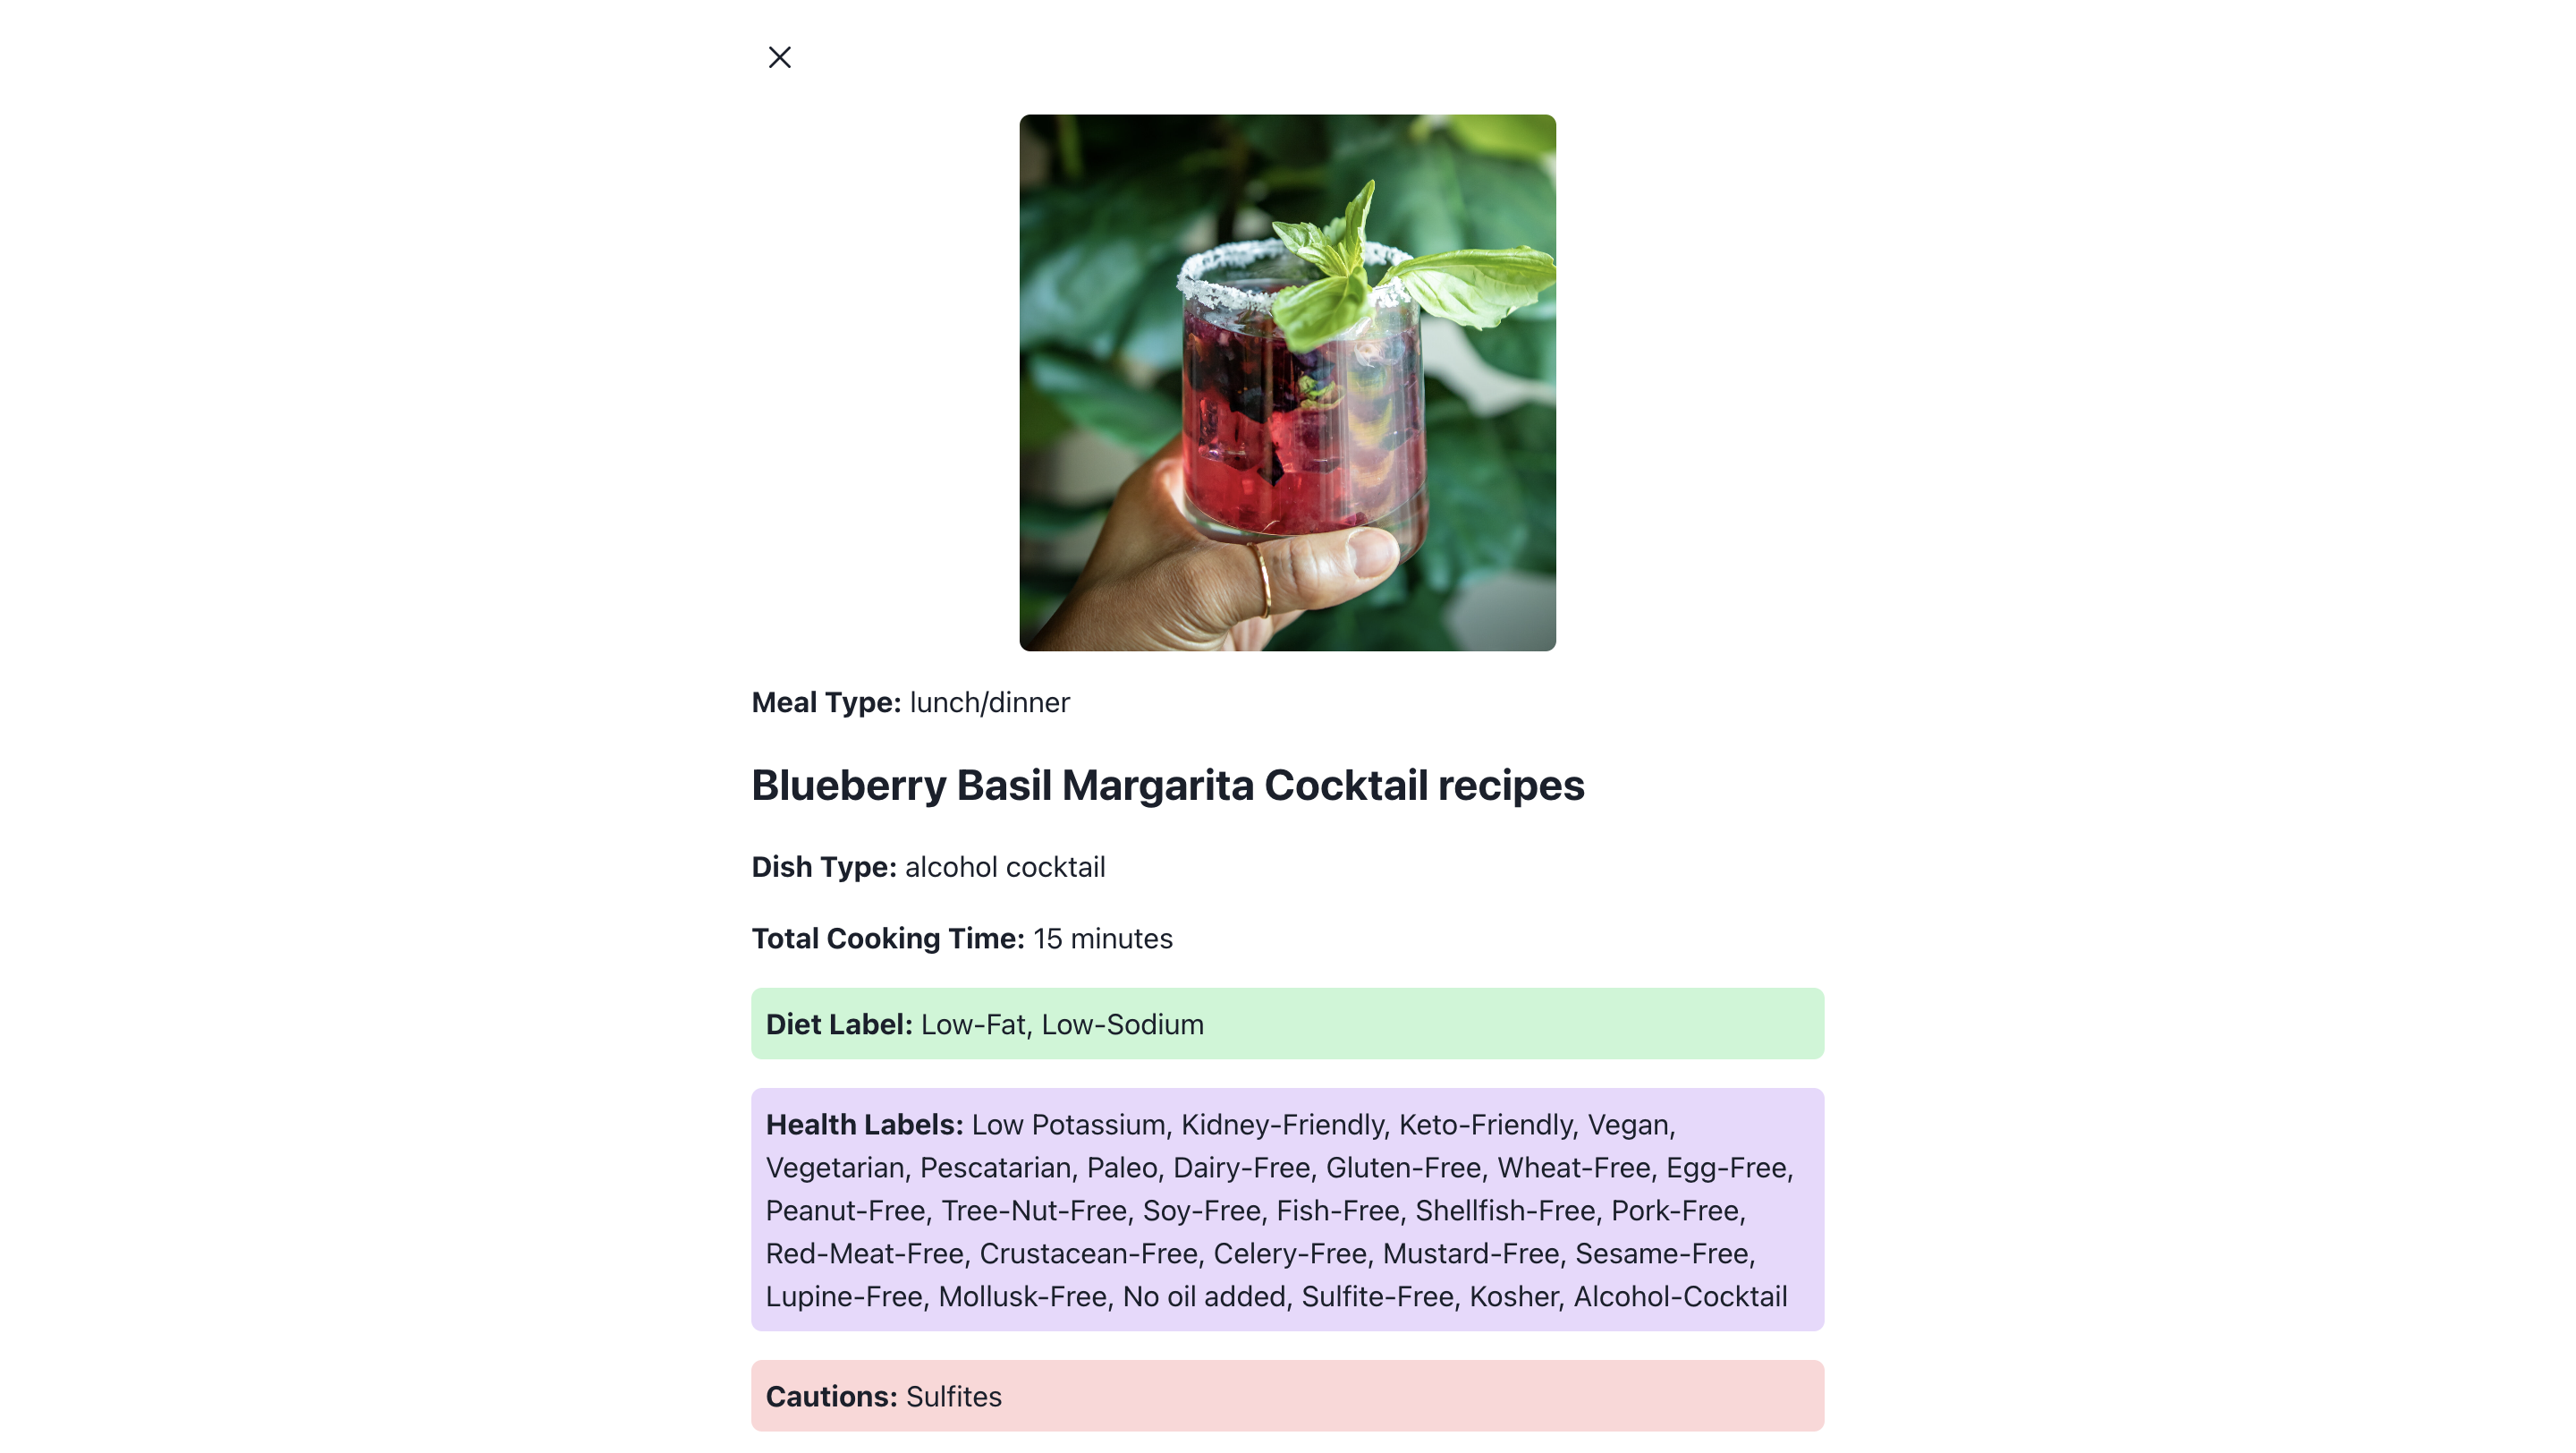 Meal Type: lunch/dinner
Blueberry Basil Margarita Cocktail recipes
Dish Type: alcohol cocktail
Total Cooking Time: 15 minutes
Diet Label: Low-Fat, Low-Sodium
Health Labels: Low Potassium, Kidney-Friendly, Keto-Friendly, Vegan,
Vegetarian, Pescatarian, Paleo, Dairy-Free, Gluten-Free, Wheat-Free, Egg-Free,
Peanut-Free, Tree-Nut-Free, Soy-Free, Fish-Free, Shellfish-Free, Pork-Free,
Red-Meat-Free, Crustacean-Free, Celery-Free, Mustard-Free, Sesame-Free,
Lupine-Free, Mollusk-Free, No oil added, Sulfite-Free, Kosher, Alcohol-Cocktail
Cautions: Sulfites